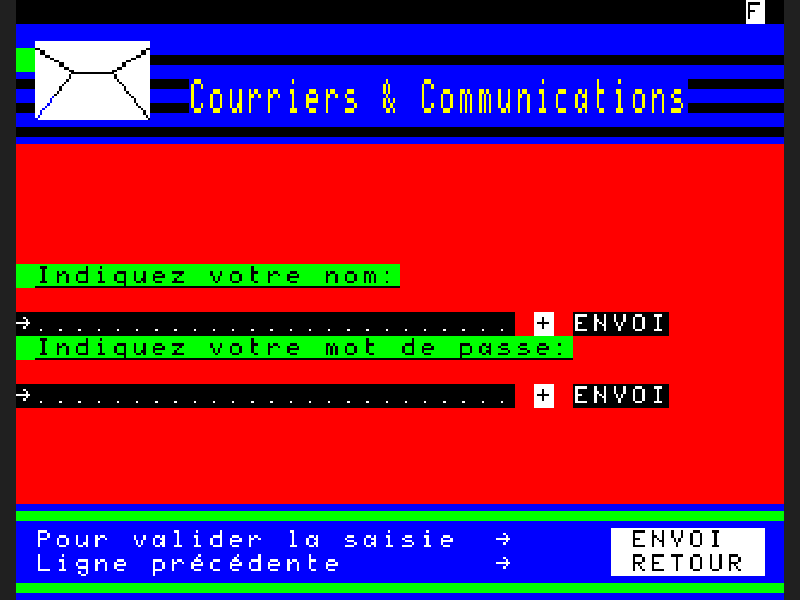 F
Courriers & Communications
Indiquez votre nom:
→......................... + ENVOI
Indiquez votre mot de passe:
→......................... + ENVOI
Pour valider la saisie → ENVOI
Ligne précédente → RETOUR